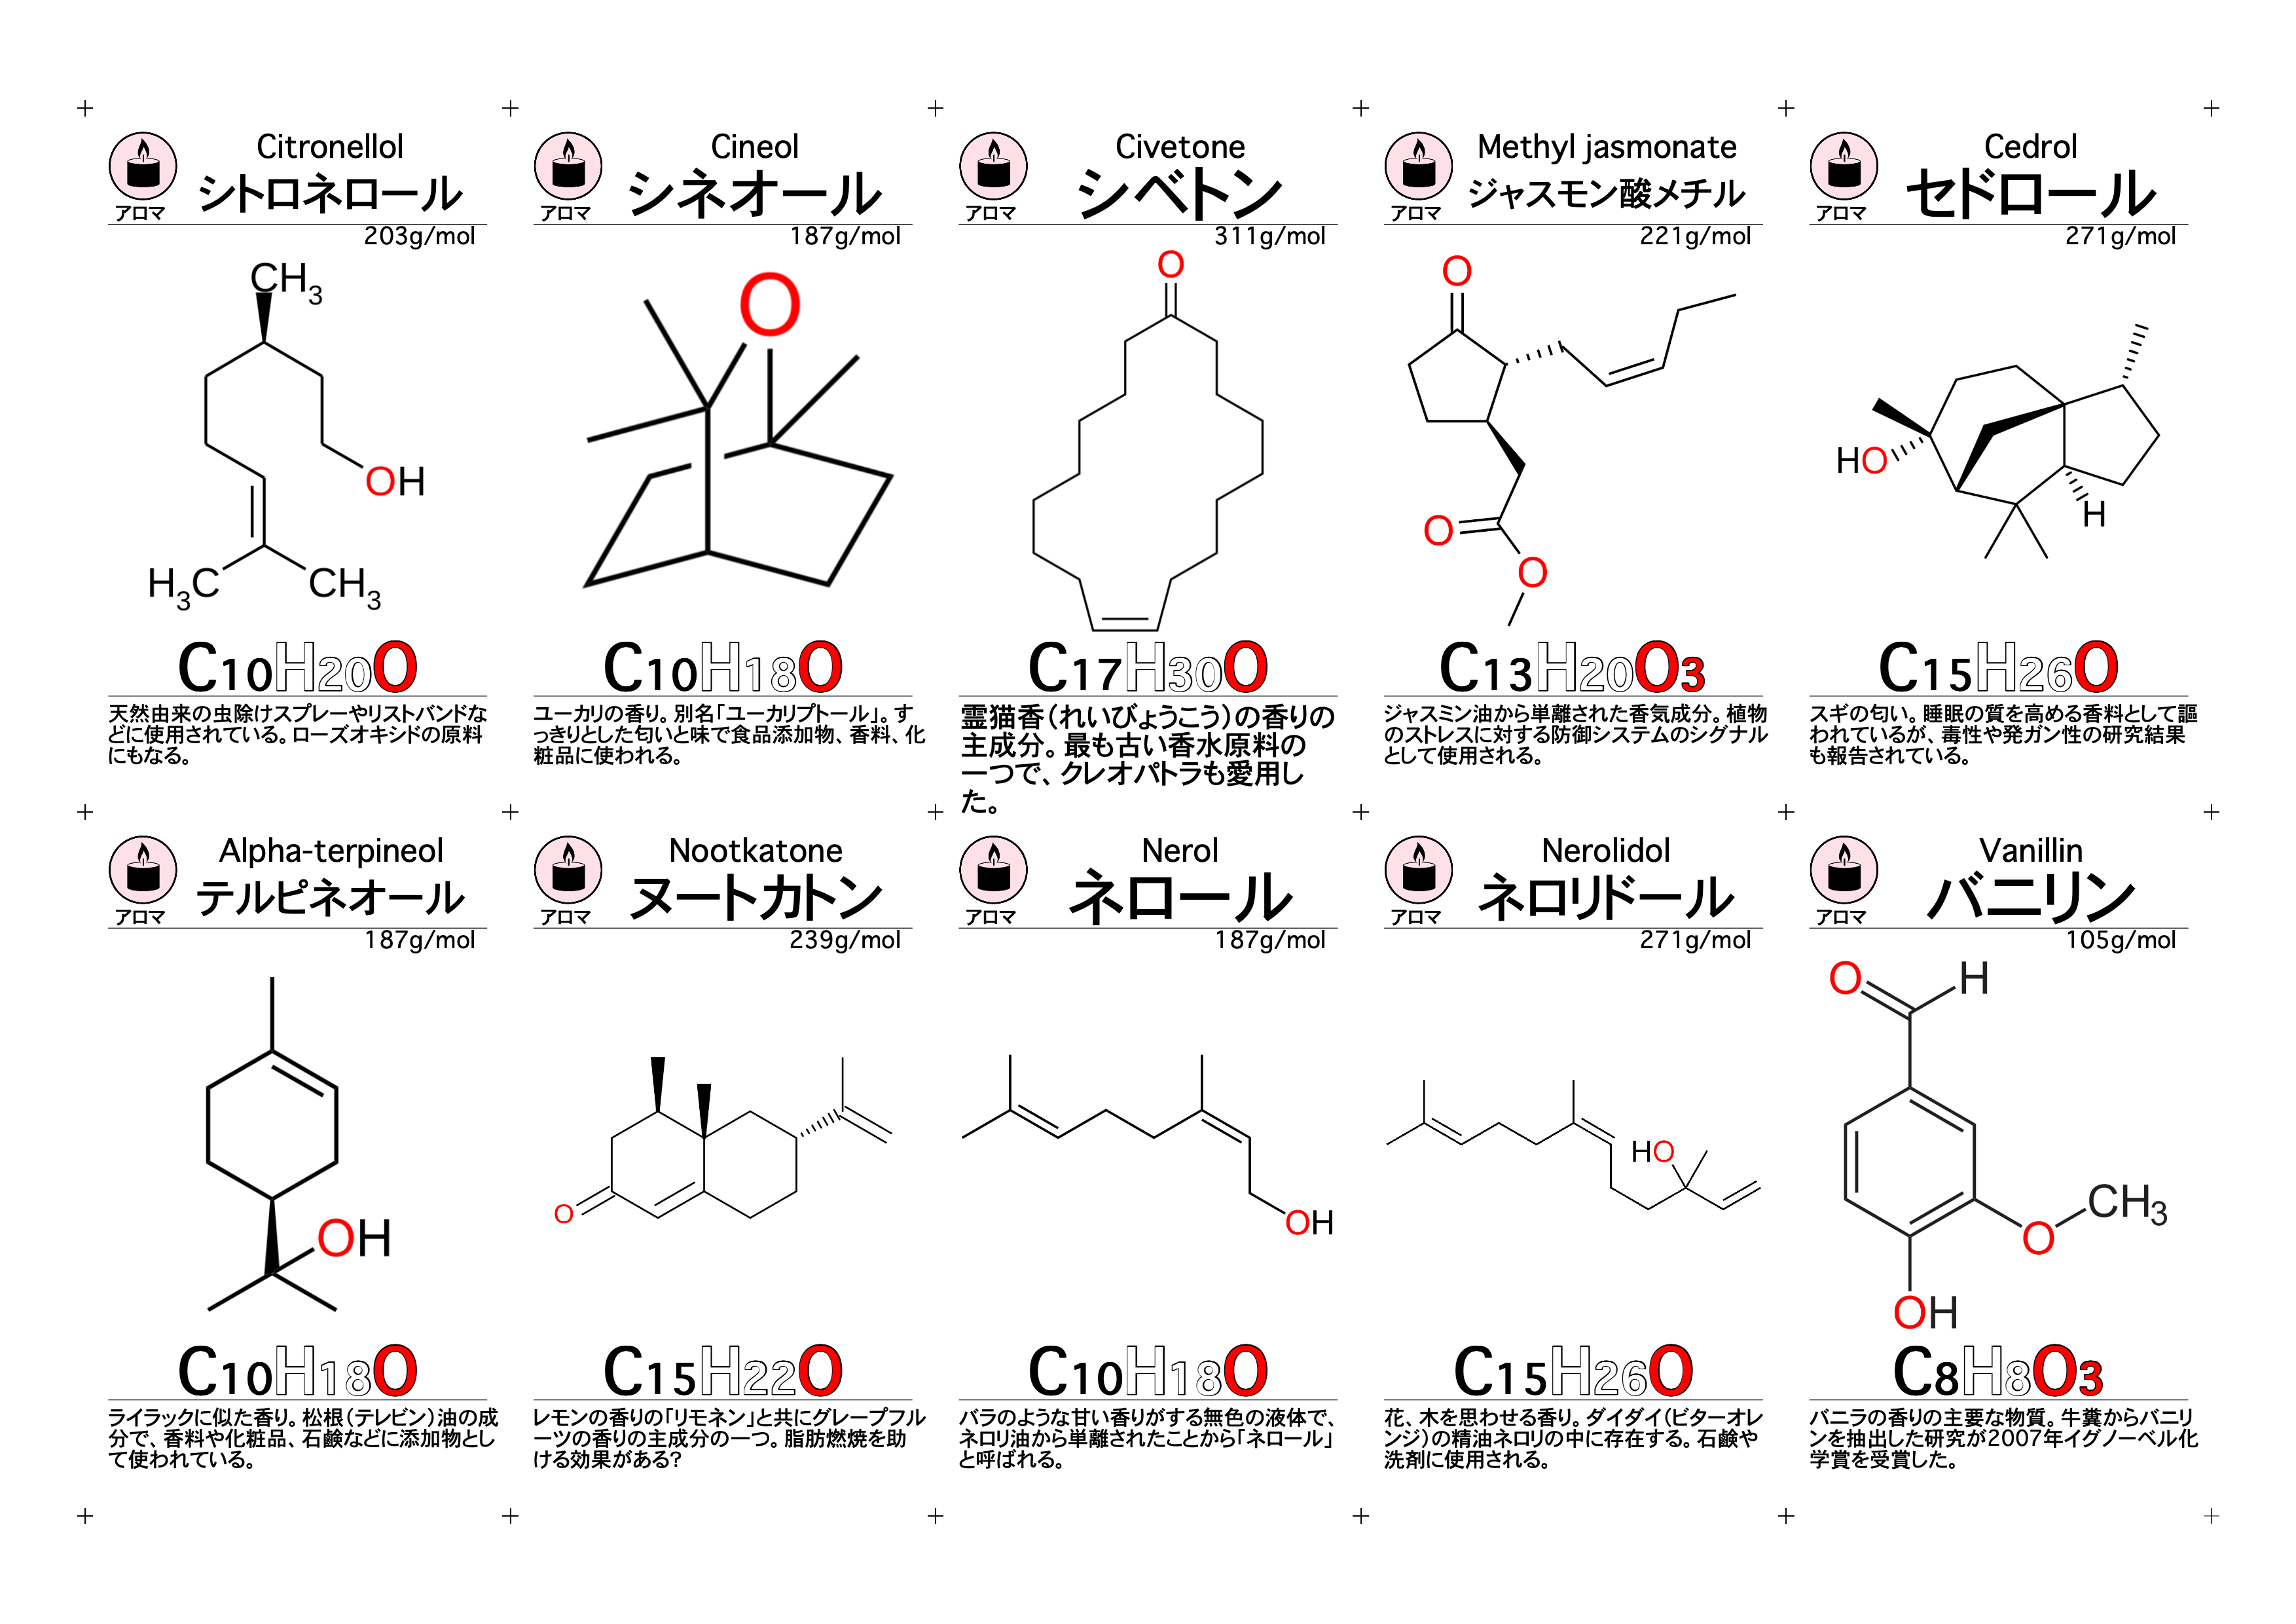 Citronellol
シトロネロール
アロマ
203g/mol
CH3
OH
H3C
CH3
C10H20O
天然由来の虫除けスプレーやリストバンドな
どに使用されている。ローズオキシドの原料
にもなる。
Cineol
シネオール
アロマ
187g/mol
O
C10H18O
ユーカリの香り。別名「ユーカリプトール」。す
っきりとした匂いと味で食品添加物、香料、化
粧品に使われる。
Civetone
シベトン
アロマ
311g/mol
O
C17H30O
霊猫香（れいびょうこう）の香りの
主成分。最も古い香水原料の
一つで、クレオパトラも愛用し
た。
Methyl jasmonate
ジャスモン酸メチル
アロマ
221g/mol
O
O
O
C13H20O3
ジャスミン油から単離された香気成分。植物
のストレスに対する防御システムのシグナル
として使用される。
Cedrol
セドロール
アロマ
271g/mol
HO
H
C15H26O
スギの匂い。睡眠の質を高める香料として謳
われているが、毒性や発ガン性の研究結果
も報告されている。
Alpha-terpineol
テルピネオール
アロマ
187g/mol
OH
C10H18O
ライラックに似た香り。松根（テレビン）油の成
分で、香料や化粧品、石鹸などに添加物とし
て使われている。
Nootkatone
ヌートカトン
アロマ
239g/mol
O
C15H22O
レモンの香りの「リモネン」と共にグレープフル
ーツの香りの主成分の一つ。脂肪燃焼を助
ける効果がある?
Nerol
ネロール
アロマ
187g/mol
OH
C10H18O
バラのような甘い香りがする無色の液体で、
ネロリ油から単離されたことから「ネロール」
と呼ばれる。
Nerolidol
ネロリドール
アロマ
271g/mol
HO
C15H26O
花、木を思わせる香り。ダイダイ（ビターオレ
ンジ）の精油ネロリの中に存在する。石鹸や
洗剤に使用される。
Vanillin
バニリン
アロマ
105g/mol
O
H
CH3
O
OH
C8H8O3
バニラの香りの主要な物質。牛糞からバニリ
ンを抽出した研究が2007年イグノーベル化
学賞を受賞した。